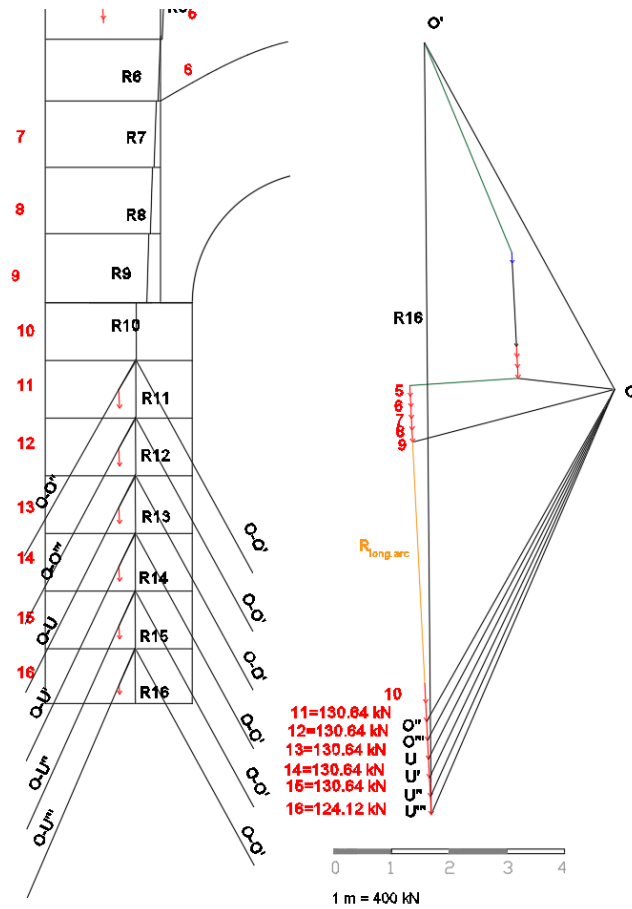 6
R6
6
R7
7
R8
8
R9
9
R10
10
R11
11
R12
12
R13
13
R14
14
R15
15
R16
16
O-O"
O-O'"
O-U
O-U'
O-U"
O-U'"
O-O'
O-O'
O-O'
O-O'
O-O'
O-O'
O'
R16
O
5
6
7
8
9
Rlong.arc
10
11=130.64 kN
12=130.64 kN
13=130.64 kN
14=130.64 kN
15=130.64 kN
16=124.12 kN
O"
O'"
U
U'
U"
U'"
0 1 2 3 4
1 m = 400 kN